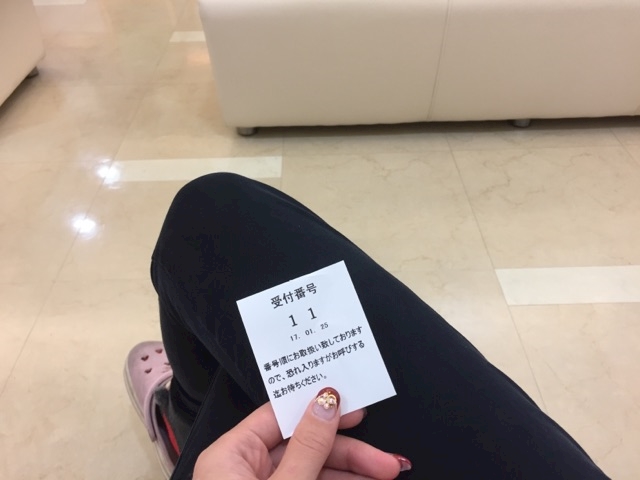 受付番号
11
17.01.25
番号順にお取扱い致しております
ので、恐れ入りますがお呼びする
迄お待ちください。